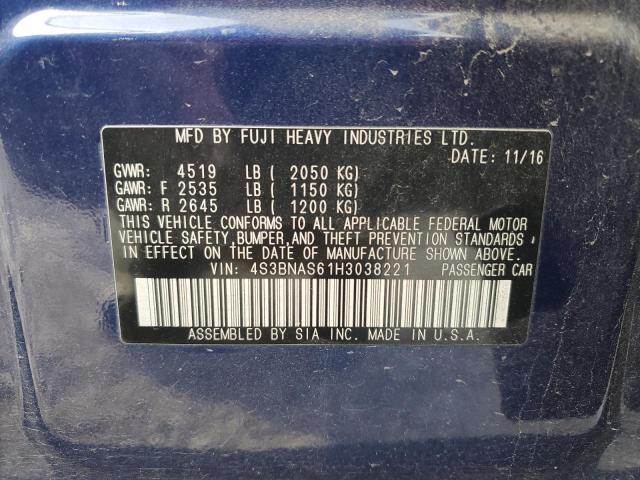 MFD BY FUJI HEAVY INDUSTRIES LTD.
DATE: 11/16
GVWR: 4519 LB ( 2050 KG)
GAWR: F 2535 LB ( 1150 KG)
GAWR: R 2645 LB ( 1200 KG)
THIS VEHICLE CONFORMS TO ALL APPLICABLE FEDERAL MOTOR
VEHICLE SAFETY, BUMPER, AND THEFT PREVENTION STANDARDS
IN EFFECT ON THE DATE OF MANUFACTURE SHOWN ABOVE.
VIN: 4S3BNAS61H3038221 PASSENGER CAR
ASSEMBLED BY SIA INC. MADE IN U.S.A.